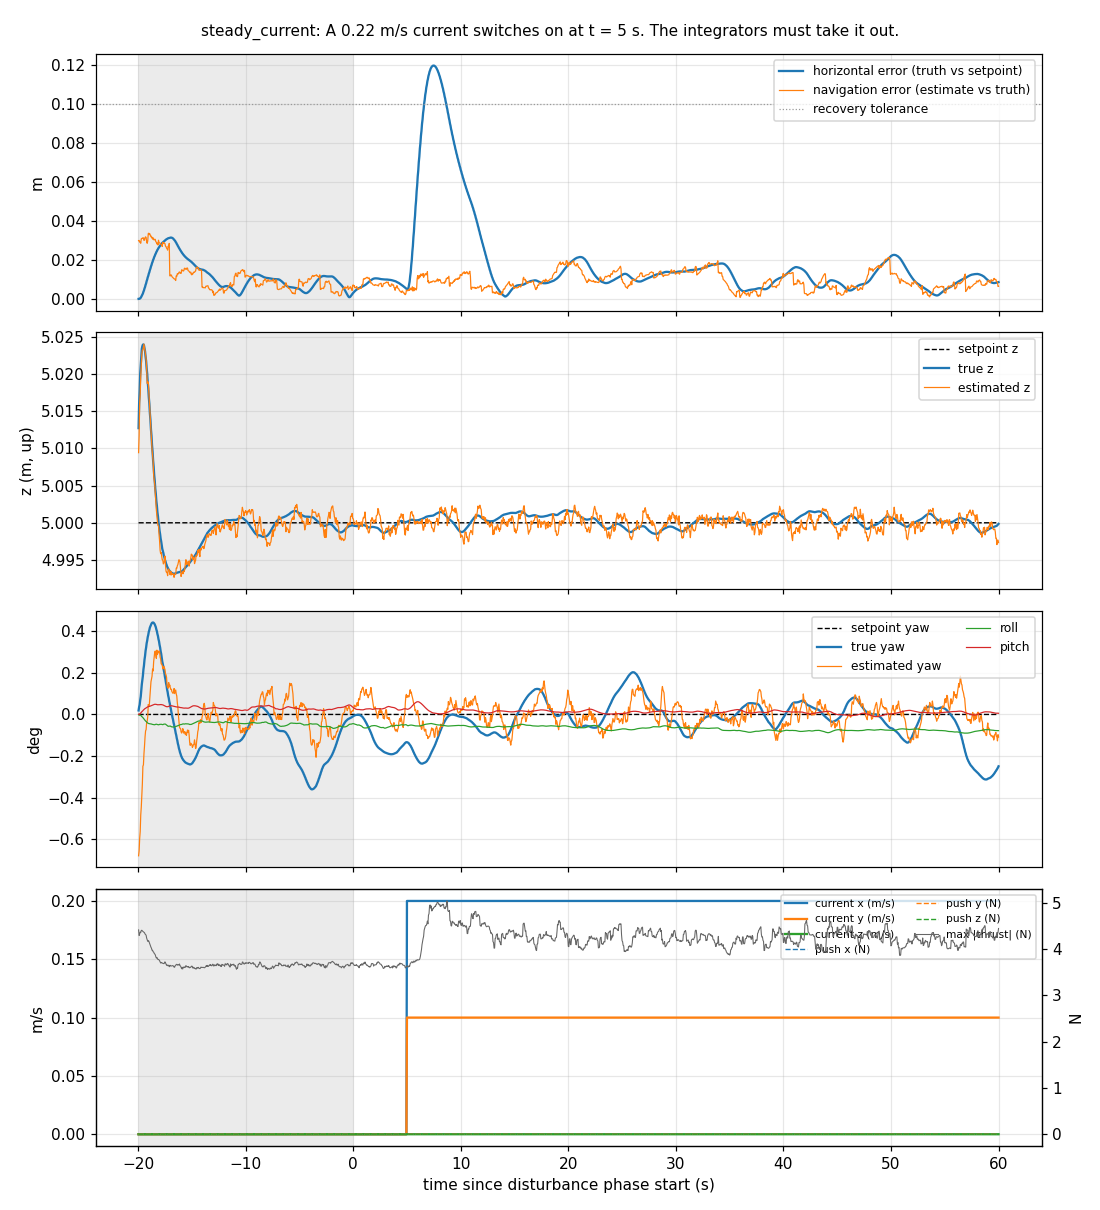 steady_current: A 0.22 m/s current switches on at t = 5 s. The integrators must take it out.
0.12
0.10
0.08
0.06
0.04
0.02
0.00
m
horizontal error (truth vs setpoint)
navigation error (estimate vs truth)
recovery tolerance
5.025
5.020
5.015
5.010
5.005
5.000
4.995
z (m, up)
setpoint z
true z
estimated z
0.4
0.2
0.0
−0.2
−0.4
−0.6
deg
setpoint yaw
true yaw
estimated yaw
roll
pitch
0.20
0.15
0.10
0.05
0.00
m/s
current x (m/s)
current y (m/s)
current z (m/s)
push x (N)
push y (N)
push z (N)
max |thrust| (N)
5
4
3
2
1
0
N
−20 −10 0 10 20 30 40 50 60
time since disturbance phase start (s)